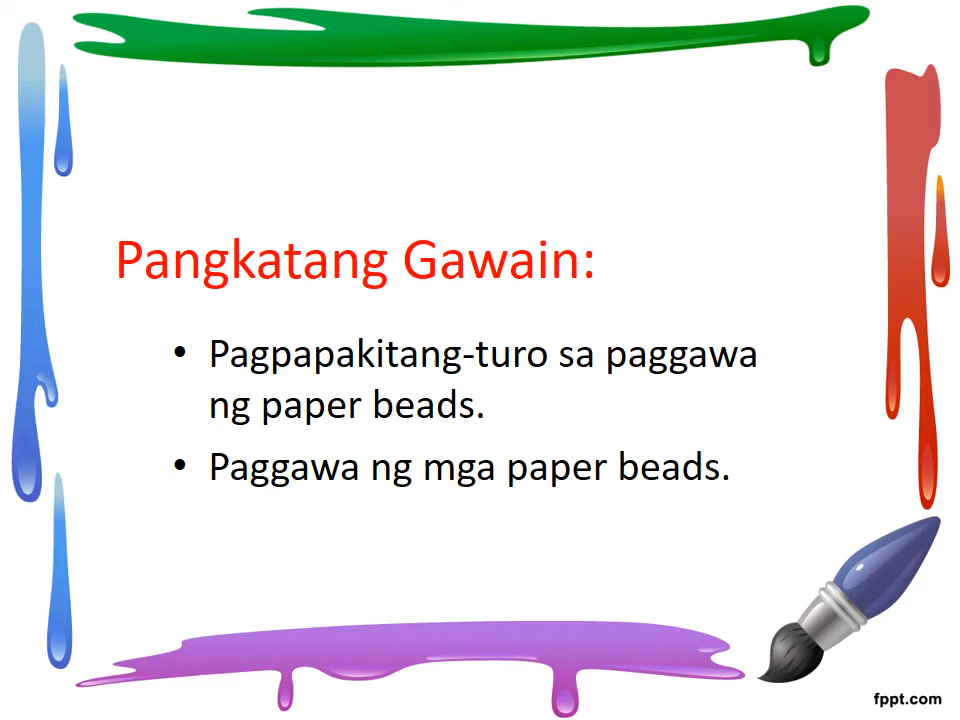 Pangkatang Gawain:
• Pagpapakitang-turo sa paggawa
ng paper beads.
• Paggawa ng mga paper beads.
fppt.com